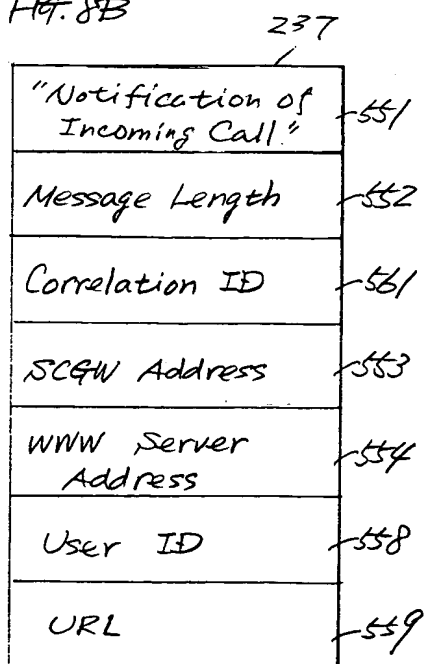 FIG. 8B
237
"Notification of
Incoming Call"
551
Message Length
552
Correlation ID
561
SCGW Address
553
WWW Server
Address
554
User ID
558
URL
559